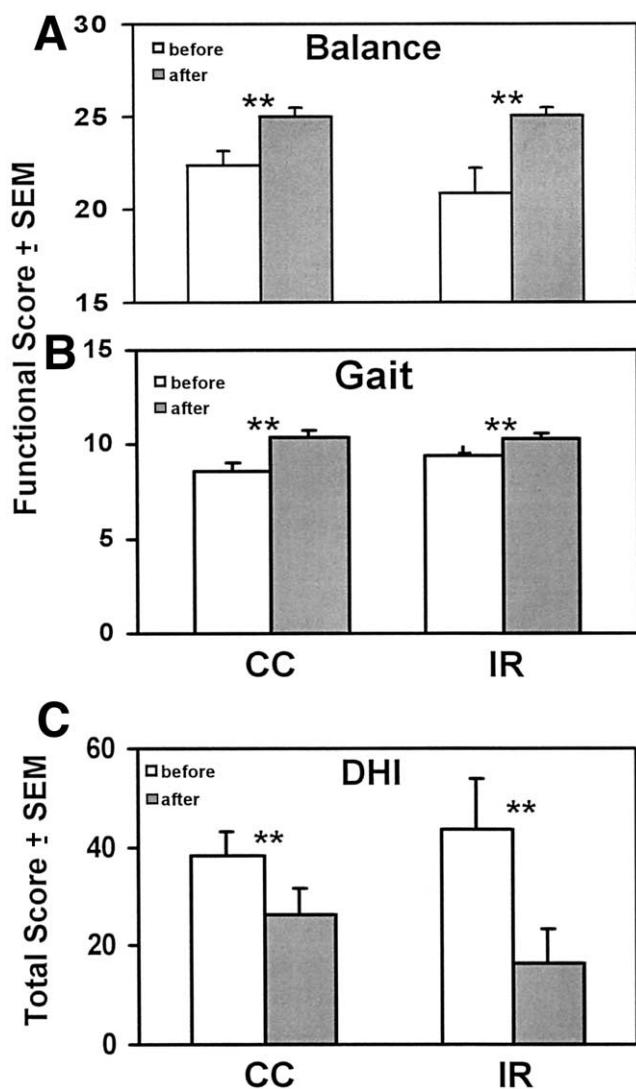 A
Balance
before
after
30
25
20
15
**
**
Functional Score ± SEM
B
Gait
before
after
15
10
5
0
**
**
CC
IR
C
DHI
before
after
60
40
20
0
**
**
Total Score ± SEM
CC
IR